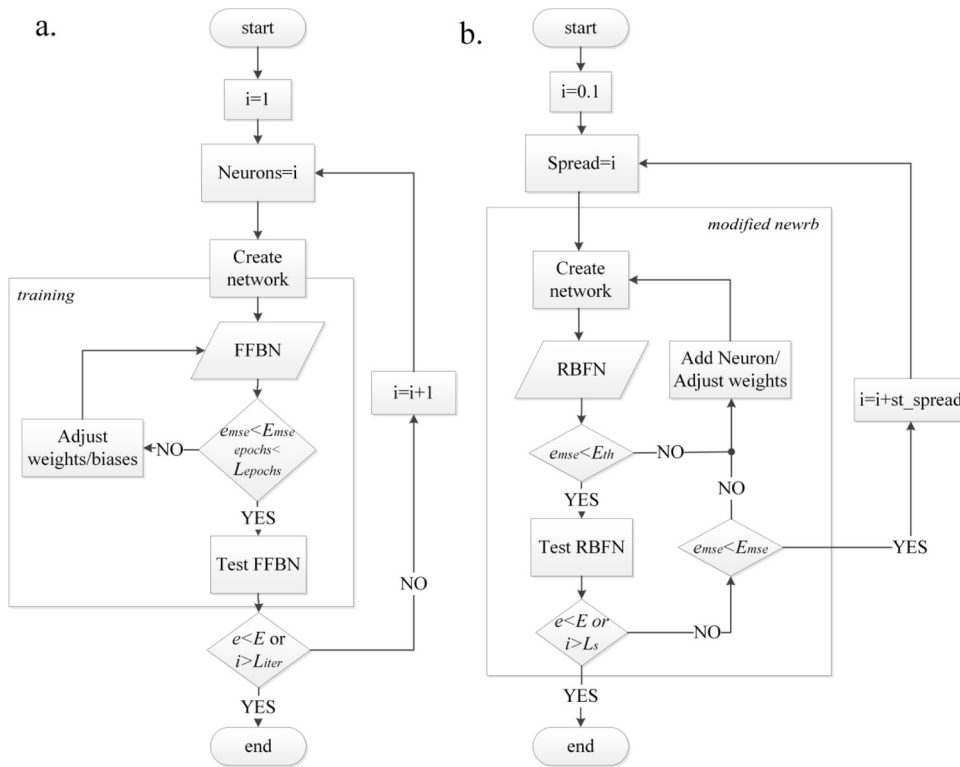 a.
start
i=1
Neurons=i
Create
network
training
FFBN
emse<Emse
epochs<
Lepochs
NO
Adjust
weights/biases
YES
Test FFBN
i=i+1
NO
e<E or
i>Liter
YES
end
b.
start
i=0.1
Spread=i
modified newrb
Create
network
RBFN
Add Neuron/
Adjust weights
i=i+st_spread
emse<Eth
NO
YES
NO
Test RBFN
emse<Emse
YES
e<E or
i>Ls
NO
YES
end